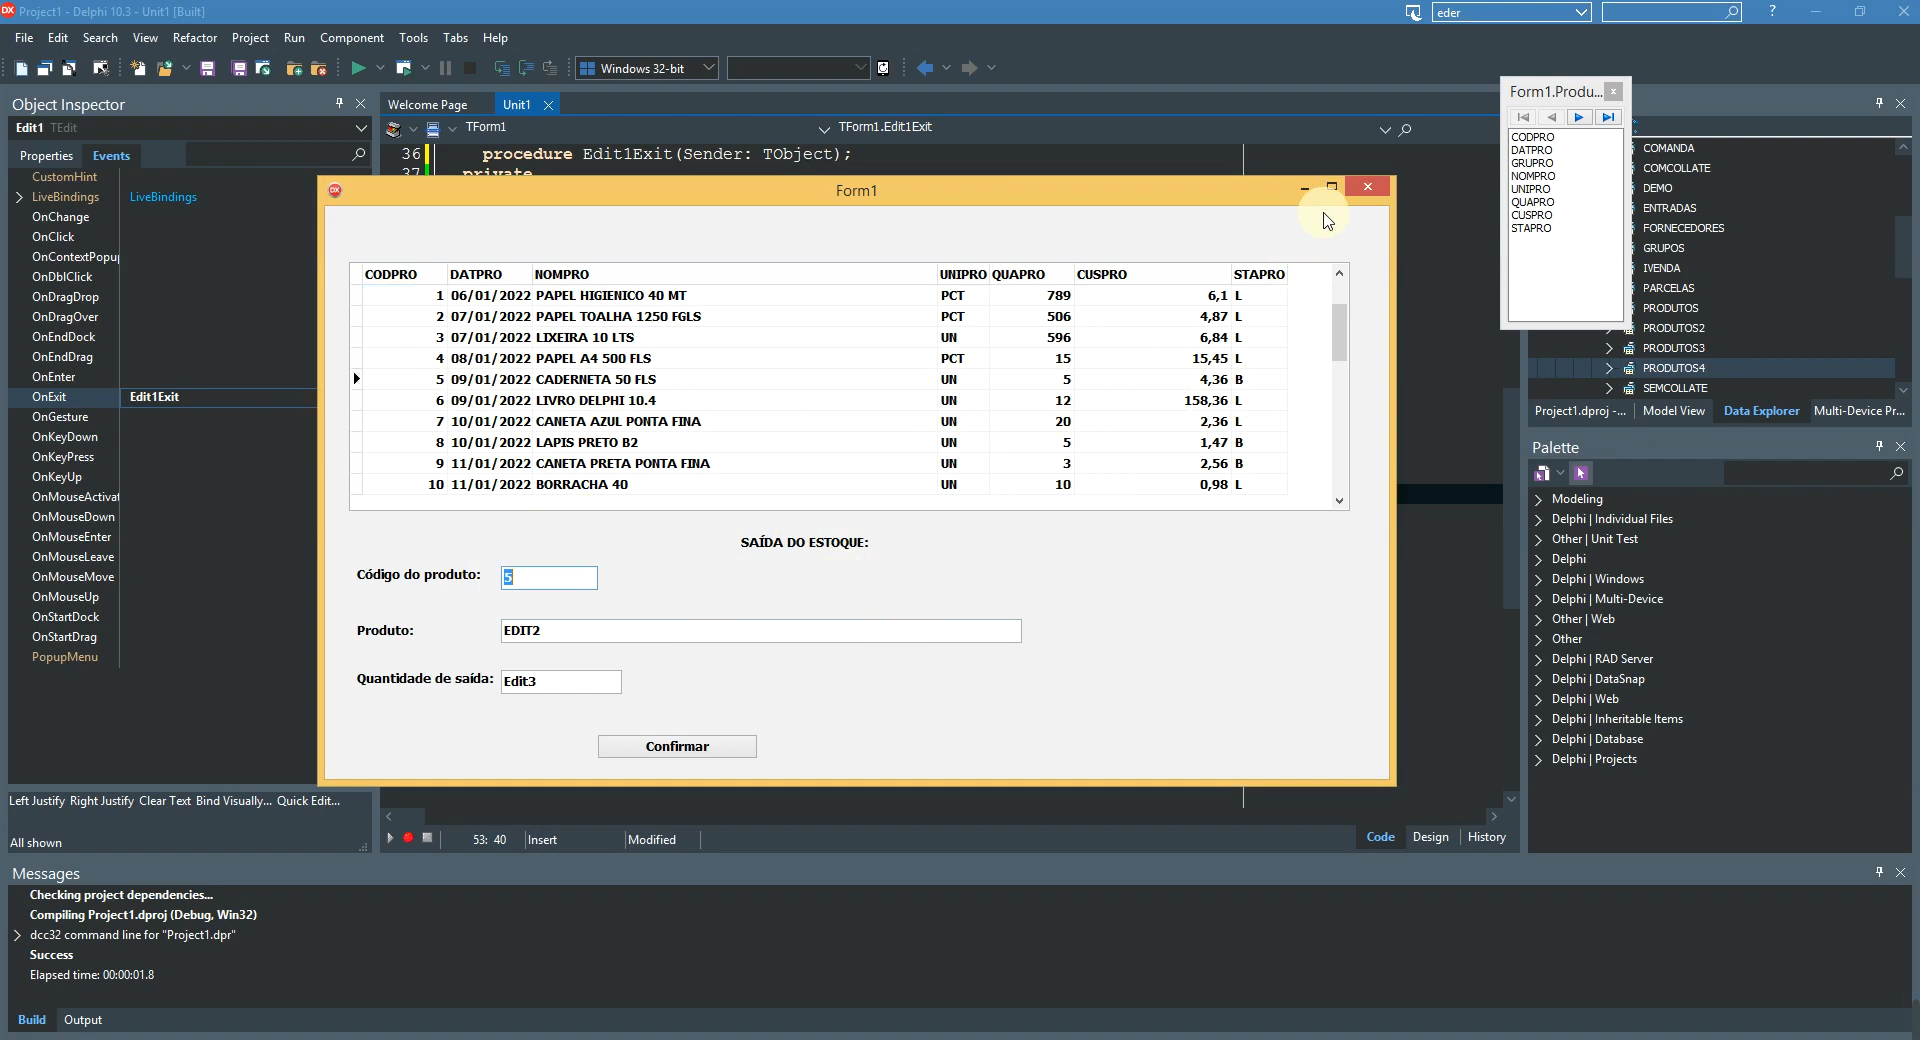 Project1 - Delphi 10.3 - Unit1 [Built]
eder
?
File Edit Search View Refactor Project Run Component Tools Tabs Help
Windows 32-bit
Object Inspector
Edit1 TEdit
Properties Events
CustomHint
LiveBindings LiveBindings
OnChange
OnClick
OnContextPopu
OnDblClick
OnDragDrop
OnDragOver
OnEndDock
OnEndDrag
OnEnter
OnExit Edit1Exit
OnGesture
OnKeyDown
OnKeyPress
OnKeyUp
OnMouseActivat
OnMouseDown
OnMouseEnter
OnMouseLeave
OnMouseMove
OnMouseUp
OnStartDock
OnStartDrag
PopupMenu
Left Justify Right Justify Clear Text Bind Visually... Quick Edit...
All shown
Welcome Page Unit1
TForm1 TForm1.Edit1Exit
36 procedure Edit1Exit(Sender: TObject);
37 private
Form1
CODPRO DATPRO NOMPRO UNIPRO QUAPRO CUSPRO STAPRO
1 06/01/2022 PAPEL HIGIENICO 40 MT PCT 789 6,1 L
2 07/01/2022 PAPEL TOALHA 1250 FGLS PCT 506 4,87 L
3 07/01/2022 LIXEIRA 10 LTS UN 596 6,84 L
4 08/01/2022 PAPEL A4 500 FLS PCT 15 15,45 L
5 09/01/2022 CADERNETA 50 FLS UN 5 4,36 B
6 09/01/2022 LIVRO DELPHI 10.4 UN 12 158,36 L
7 10/01/2022 CANETA AZUL PONTA FINA UN 20 2,36 L
8 10/01/2022 LAPIS PRETO B2 UN 5 1,47 B
9 11/01/2022 CANETA PRETA PONTA FINA UN 3 2,56 B
10 11/01/2022 BORRACHA 40 UN 10 0,98 L
SAÍDA DO ESTOQUE:
Código do produto: 5
Produto: EDIT2
Quantidade de saída: Edit3
Confirmar
53: 40 Insert Modified
Code Design History
Form1.Produ...
CODPRO
DATPRO
GRUPRO
NOMPRO
UNIPRO
QUAPRO
CUSPRO
STAPRO
COMANDA
COMCOLLATE
DEMO
ENTRADAS
FORNECEDORES
GRUPOS
IVENDA
PARCELAS
PRODUTOS
PRODUTOS2
PRODUTOS3
PRODUTOS4
SEMCOLLATE
Project1.dproj -... Model View Data Explorer Multi-Device Pr...
Palette
Modeling
Delphi | Individual Files
Other | Unit Test
Delphi
Delphi | Windows
Delphi | Multi-Device
Other | Web
Other
Delphi | RAD Server
Delphi | DataSnap
Delphi | Web
Delphi | Inheritable Items
Delphi | Database
Delphi | Projects
Messages
Checking project dependencies...
Compiling Project1.dproj (Debug, Win32)
dcc32 command line for "Project1.dpr"
Success
Elapsed time: 00:00:01.8
Build Output